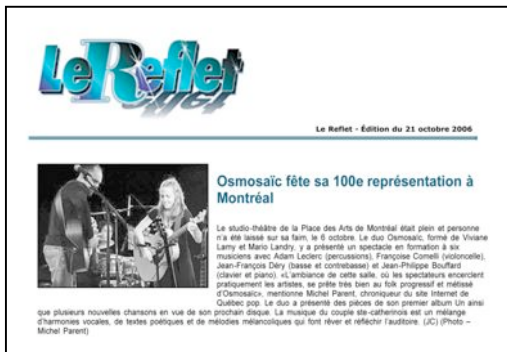 Le Reflet
Le Reflet - Édition du 21 octobre 2006
Osmosaïc fête sa 100e représentation à
Montréal
Le studio-théâtre de la Place des Arts de Montréal était plein et personne
n'a été laissé sur sa faim, le 6 octobre. Le duo Osmosaïc, formé de Viviane
Lamy et Mario Landry, y a présenté un spectacle en formation à six
musiciens avec Adam Leclerc (percussions), Françoise Comelli (violoncelle),
Jean-François Déry (basse et contrebasse) et Jean-Philippe Bouffard
(clavier et piano). «L'ambiance de cette salle, où les spectateurs encerclent
pratiquement les artistes, se prête très bien au folk progressif et métissé
d'Osmosaïc», mentionne Michel Parent, chroniqueur du site Internet de
Québec pop. Le duo a présenté des pièces de son premier album Un ainsi
que plusieurs nouvelles chansons en vue de son prochain disque. La musique du couple ste-catherinois est un mélange
d'harmonies vocales, de textes poétiques et de mélodies mélancoliques qui font rêver et réfléchir l'auditoire. (JC) (Photo –
Michel Parent)